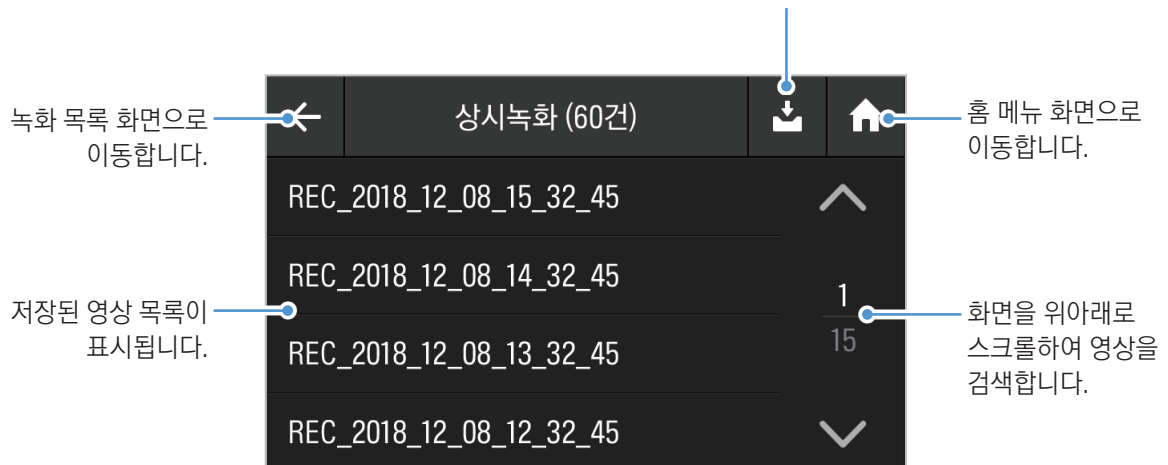 녹화 목록 화면으로
이동합니다.
상시녹화 (60건)
홈 메뉴 화면으로
이동합니다.
REC_2018_12_08_15_32_45
REC_2018_12_08_14_32_45
저장된 영상 목록이
표시됩니다.
1
15
화면을 위아래로
스크롤하여 영상을
검색합니다.
REC_2018_12_08_13_32_45
REC_2018_12_08_12_32_45